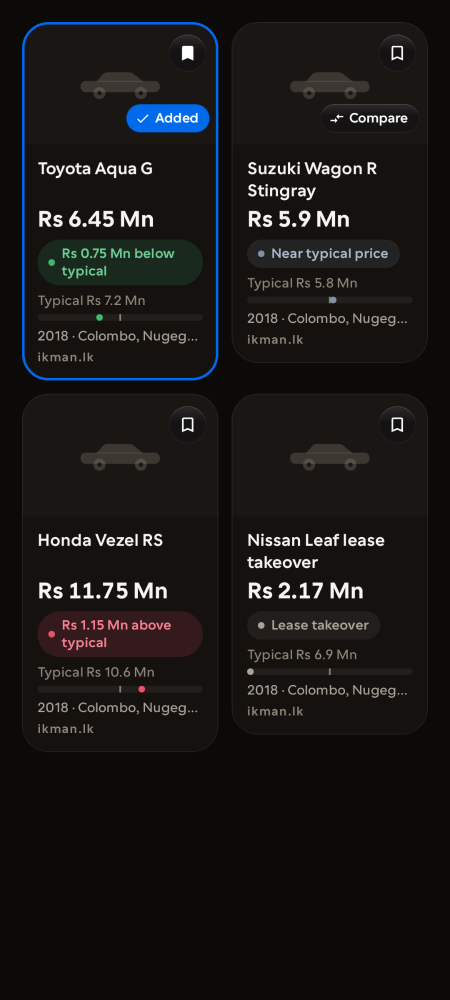 Added
Toyota Aqua G
Rs 6.45 Mn
Rs 0.75 Mn below
typical
Typical Rs 7.2 Mn
2018 · Colombo, Nugeg...
ikman.lk
Compare
Suzuki Wagon R
Stingray
Rs 5.9 Mn
Near typical price
Typical Rs 5.8 Mn
2018 · Colombo, Nugeg...
ikman.lk
Honda Vezel RS
Rs 11.75 Mn
Rs 1.15 Mn above
typical
Typical Rs 10.6 Mn
2018 · Colombo, Nugeg...
ikman.lk
Nissan Leaf lease
takeover
Rs 2.17 Mn
Lease takeover
Typical Rs 6.9 Mn
2018 · Colombo, Nugeg...
ikman.lk